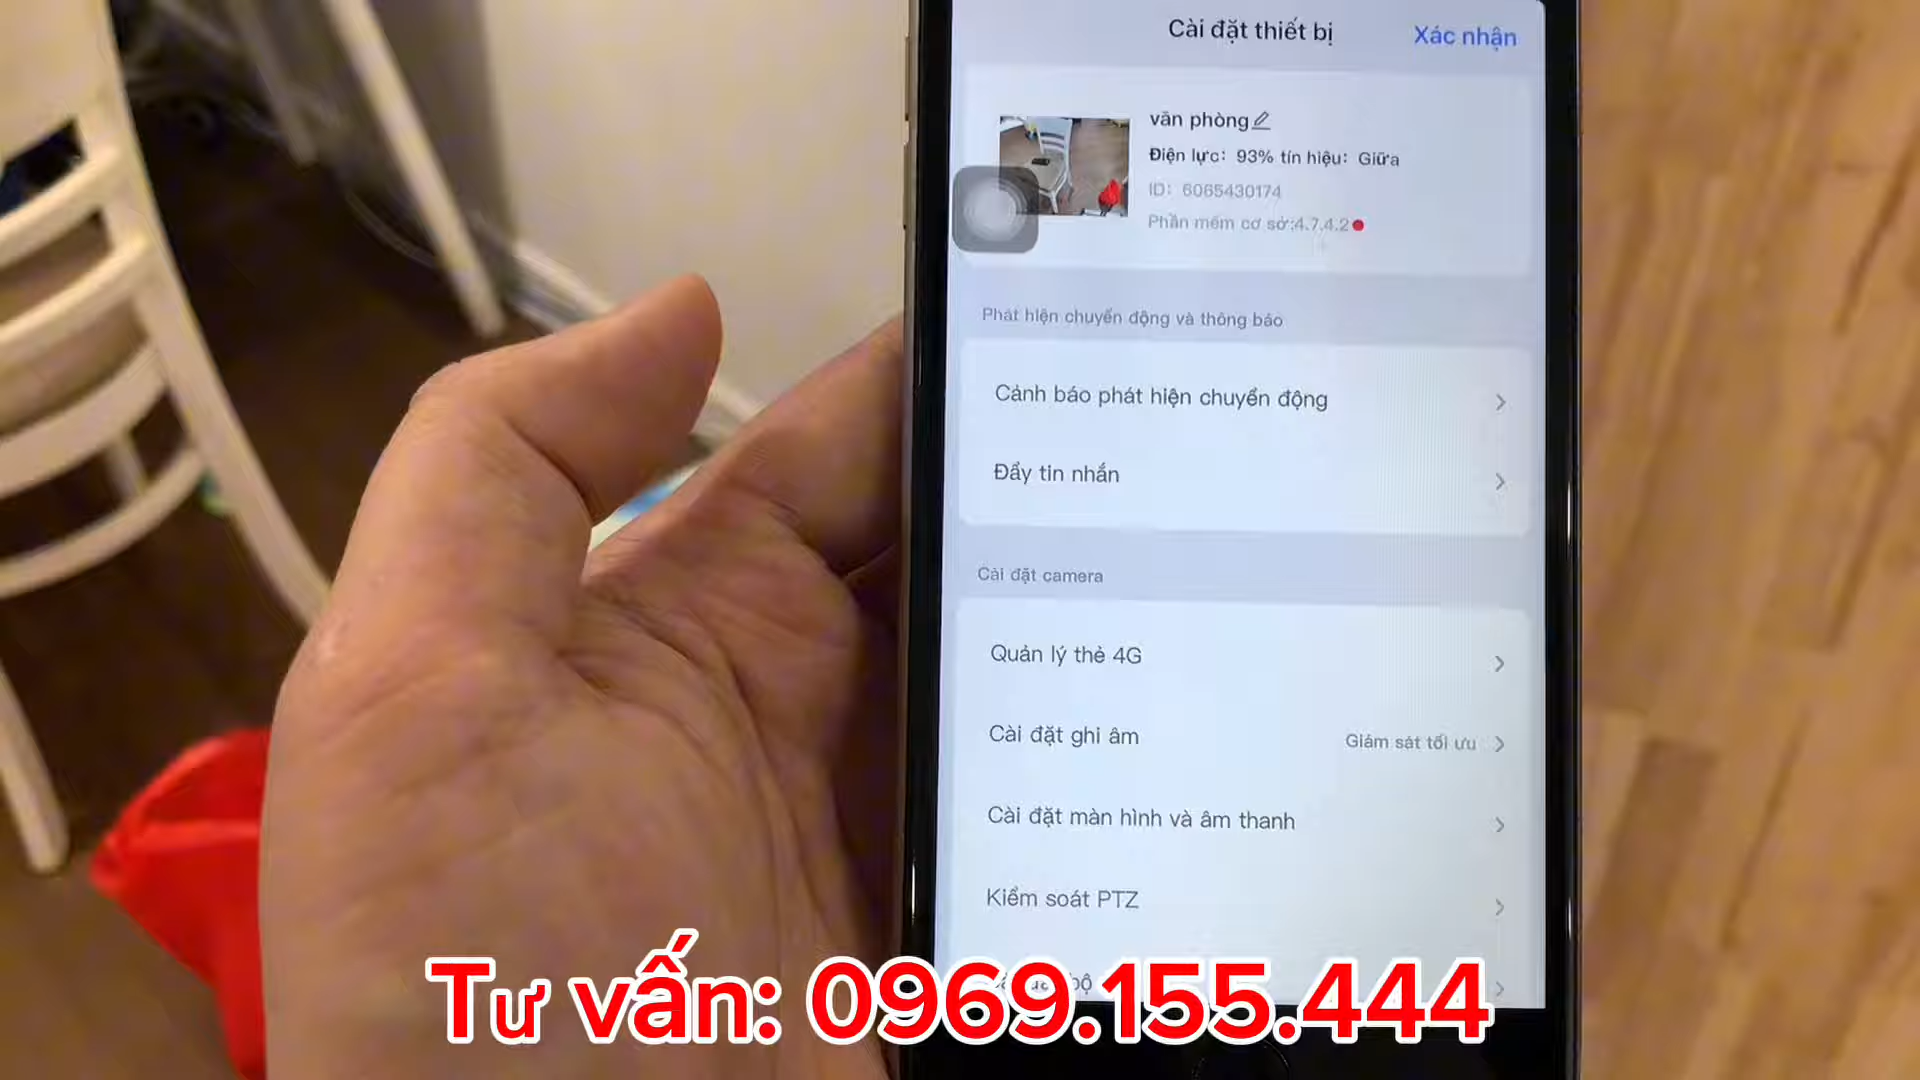 Cài đặt thiết bị
Xác nhận
văn phòng
Điện lực: 93% tín hiệu: Giữa
ID: 6065430174
Phần mềm cơ sở:4.7.4.2
Phát hiện chuyển động và thông báo
Cảnh báo phát hiện chuyển động
Đẩy tin nhắn
Cài đặt camera
Quản lý thẻ 4G
Cài đặt ghi âm
Giám sát tối ưu
Cài đặt màn hình và âm thanh
Kiểm soát PTZ
bộ
Tư vấn: 0969.155.444